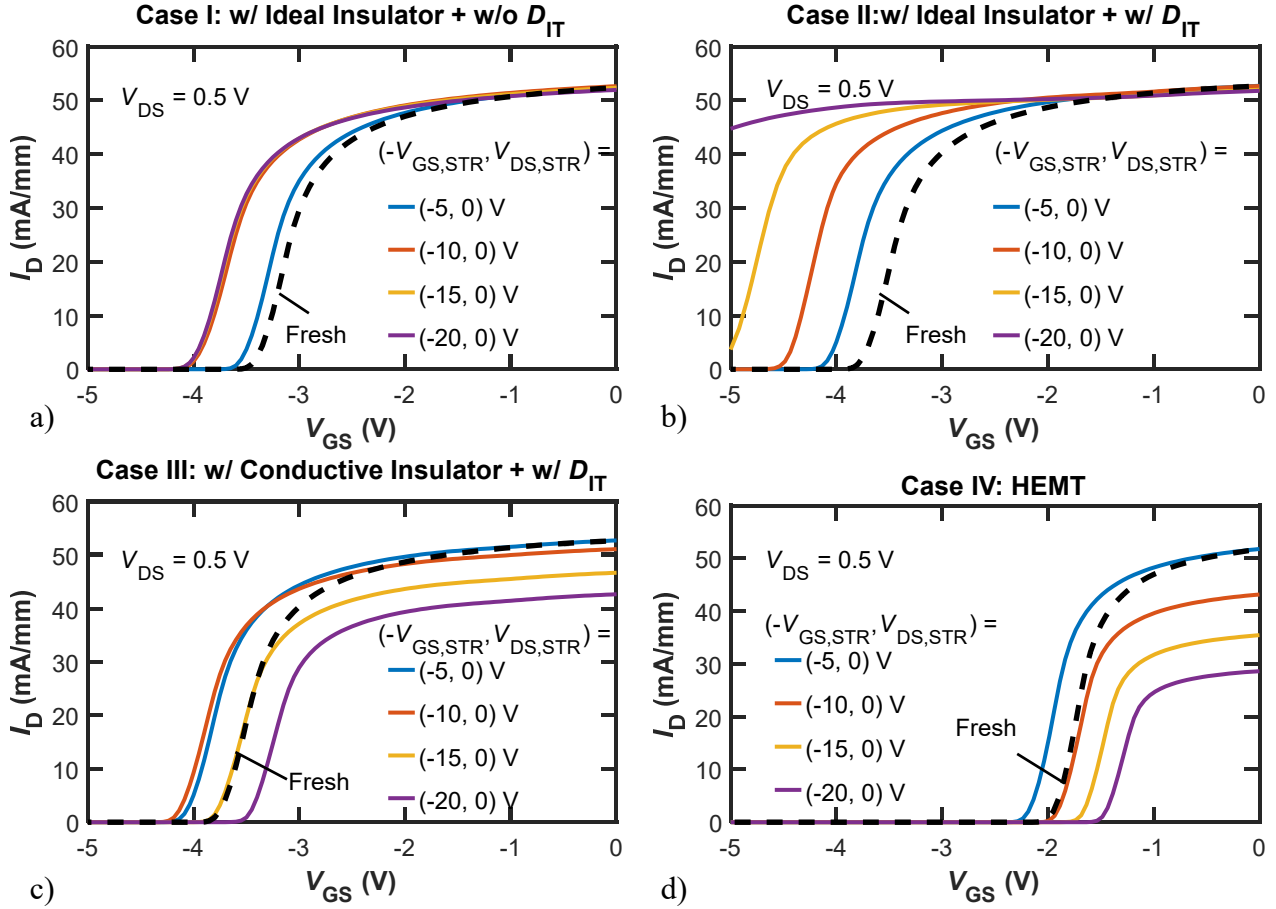 Case I: w/ Ideal Insulator + w/o DIT
60
50
40
30
20
10
0
ID (mA/mm)
VDS = 0.5 V
(-VGS,STR, VDS,STR) =
(-5, 0) V
(-10, 0) V
(-15, 0) V
(-20, 0) V
Fresh
-5 -4 -3 -2 -1 0
VGS (V)
a)
Case II:w/ Ideal Insulator + w/ DIT
60
50
40
30
20
10
0
ID (mA/mm)
VDS = 0.5 V
(-VGS,STR, VDS,STR) =
(-5, 0) V
(-10, 0) V
(-15, 0) V
(-20, 0) V
Fresh
-5 -4 -3 -2 -1 0
VGS (V)
b)
Case III: w/ Conductive Insulator + w/ DIT
60
50
40
30
20
10
0
ID (mA/mm)
VDS = 0.5 V
(-VGS,STR, VDS,STR) =
(-5, 0) V
(-10, 0) V
(-15, 0) V
(-20, 0) V
Fresh
-5 -4 -3 -2 -1 0
VGS (V)
c)
Case IV: HEMT
60
50
40
30
20
10
0
ID (mA/mm)
VDS = 0.5 V
(-VGS,STR, VDS,STR) =
(-5, 0) V
(-10, 0) V
(-15, 0) V
(-20, 0) V
Fresh
-5 -4 -3 -2 -1 0
VGS (V)
d)